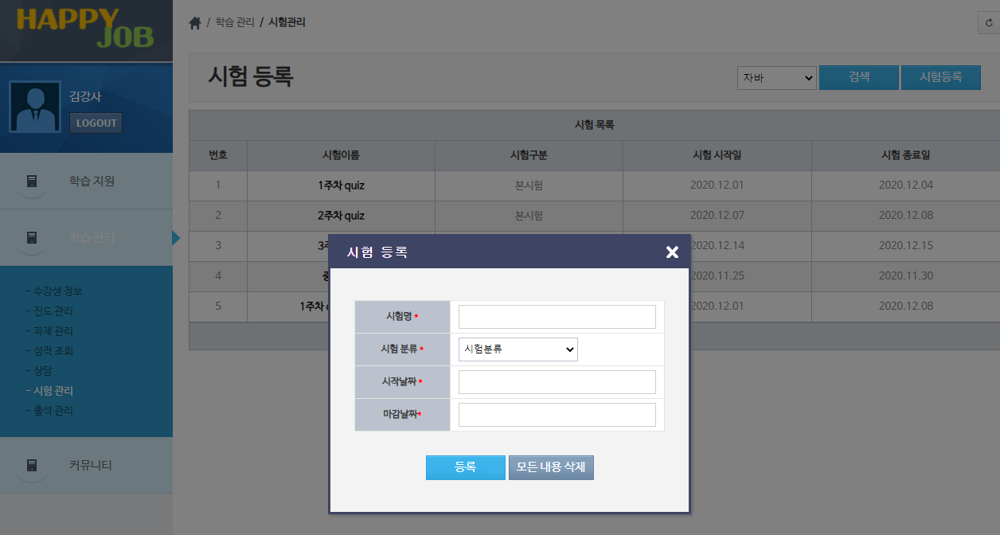 HAPPY
JOB
김강사
LOGOUT
학습 지원
학습 관리
- 수강생 정보
- 진도 관리
- 과제 관리
- 성적 조회
- 상담
- 시험 관리
- 출석 관리
커뮤니티
/ 학습 관리 / 시험관리
시험 등록
자바
검색
시험등록
시험 목록
번호 시험이름 시험구분 시험 시작일 시험 종료일
1 1주차 quiz 본시험 2020.12.01 2020.12.04
2 2주차 quiz 본시험 2020.12.07 2020.12.08
3 2020.12.14 2020.12.15
4 2020.11.25 2020.11.30
5 1주차 2020.12.01 2020.12.08
시험 등록
시험명 *
시험 분류 * 시험분류
시작날짜 *
마감날짜*
등록 모든 내용 삭제